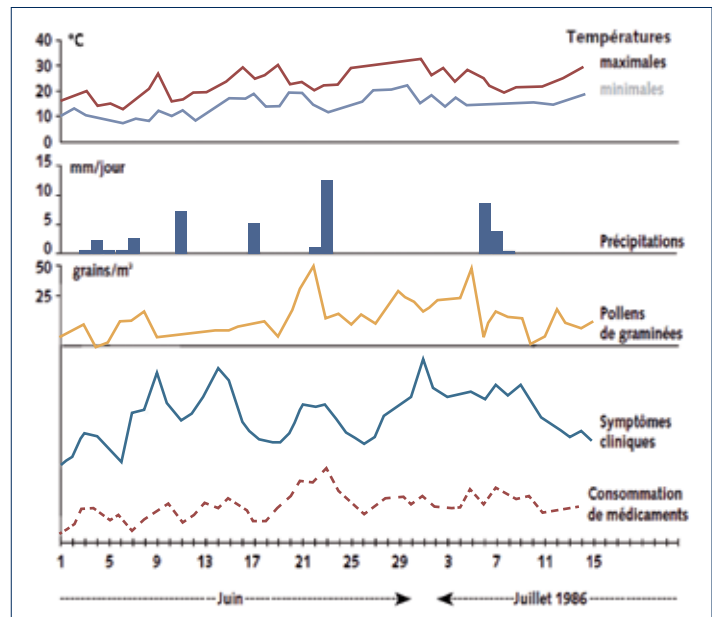 °C
Températures
maximales
minimales
40
30
20
10
0
mm/jour
15
10
5
0
Précipitations
grains/m³
50
25
Pollens
de graminées
Symptômes
cliniques
Consommation
de médicaments
1 5 9 13 17 21 25 29 3 7 11 15
Juin Juillet 1986